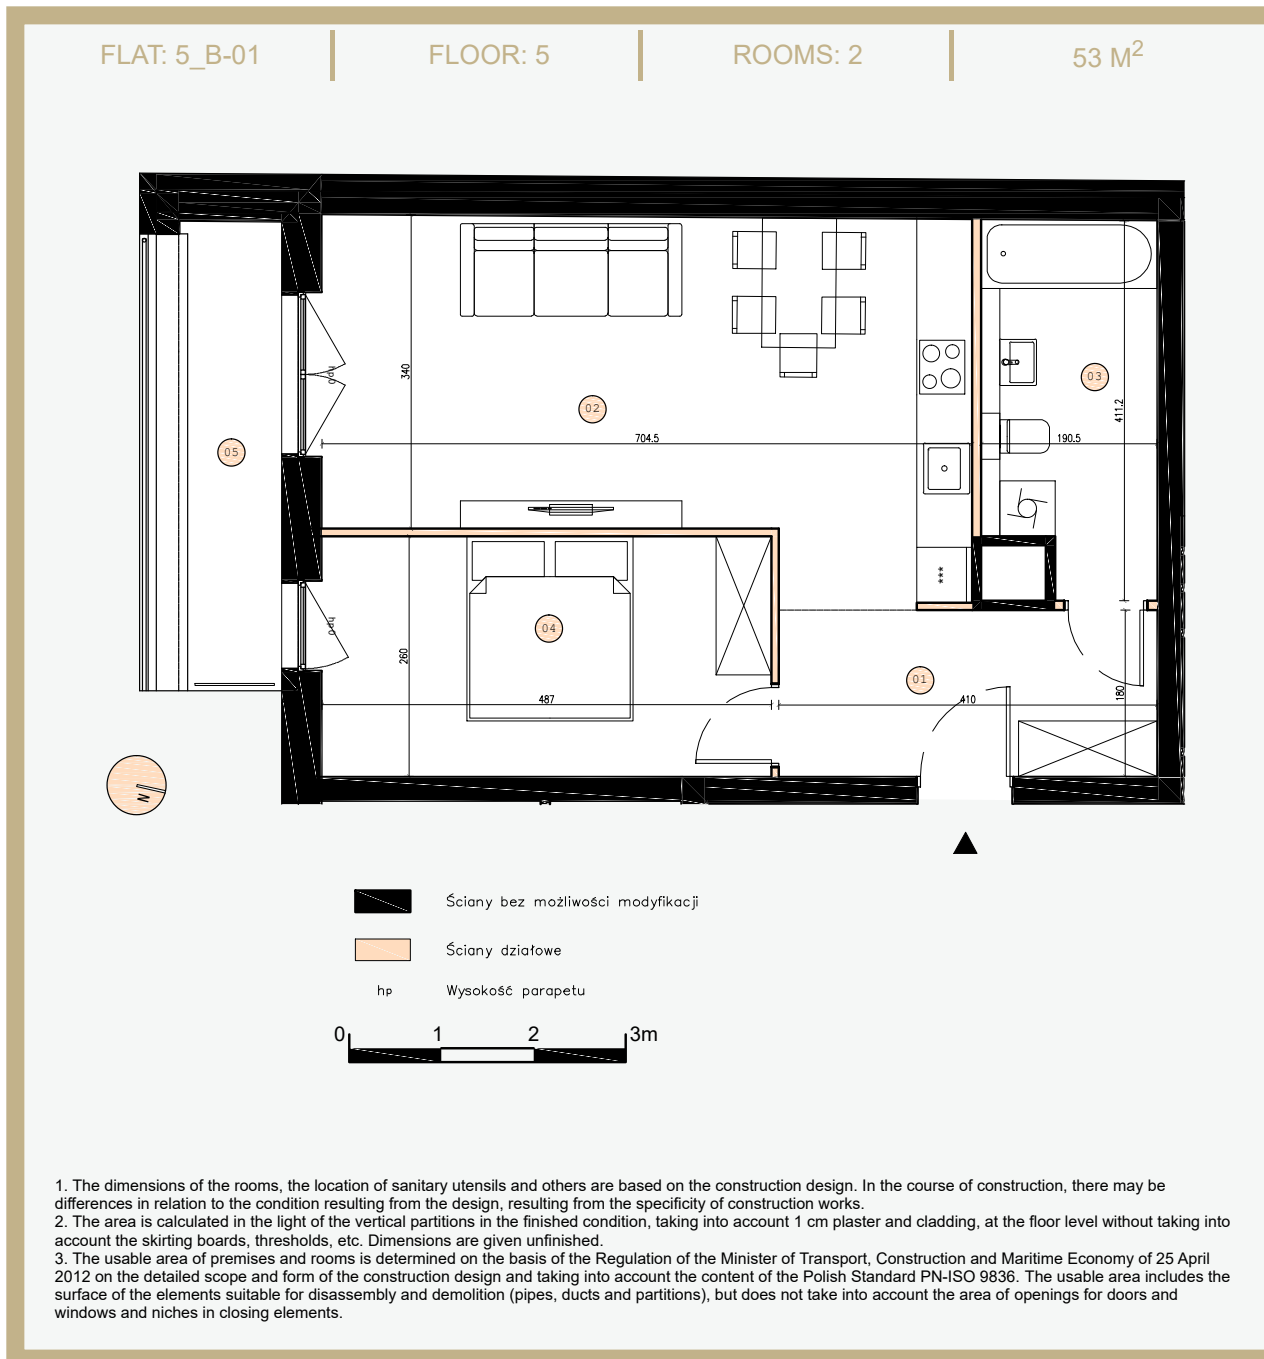 FLAT: 5_B-01
FLOOR: 5
ROOMS: 2
53 M²
340
hp0
02
03
411.2
704.5
190.5
05
***
hp0
04
260
487
01
410
180
N
Ściany bez możliwości modyfikacji
Ściany działowe
hp Wysokość parapetu
0 1 2 3m
1. The dimensions of the rooms, the location of sanitary utensils and others are based on the construction design. In the course of construction, there may be
differences in relation to the condition resulting from the design, resulting from the specificity of construction works.
2. The area is calculated in the light of the vertical partitions in the finished condition, taking into account 1 cm plaster and cladding, at the floor level without taking into
account the skirting boards, thresholds, etc. Dimensions are given unfinished.
3. The usable area of premises and rooms is determined on the basis of the Regulation of the Minister of Transport, Construction and Maritime Economy of 25 April
2012 on the detailed scope and form of the construction design and taking into account the content of the Polish Standard PN-ISO 9836. The usable area includes the
surface of the elements suitable for disassembly and demolition (pipes, ducts and partitions), but does not take into account the area of openings for doors and
windows and niches in closing elements.